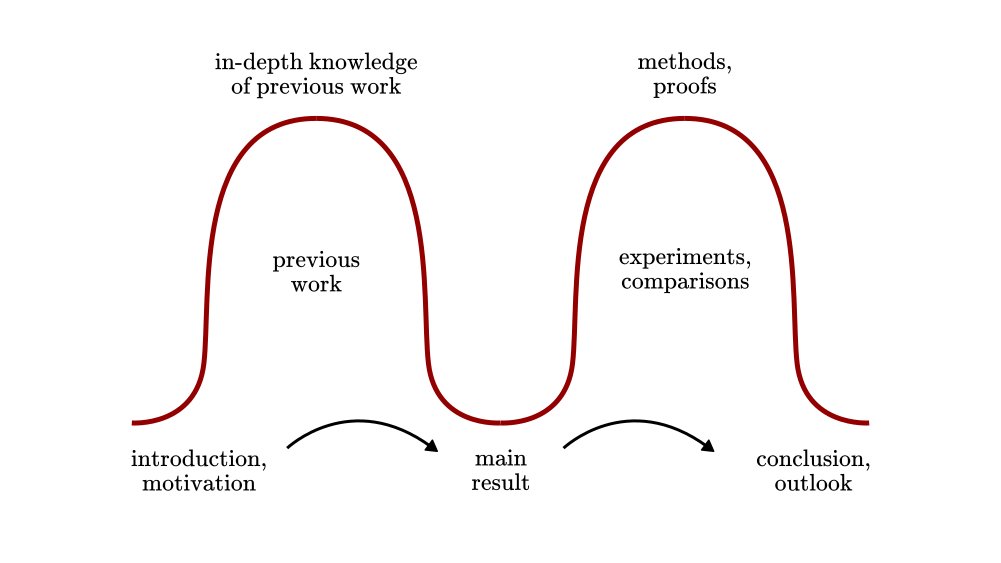 in-depth knowledge
of previous work
methods,
proofs
previous
work
experiments,
comparisons
introduction,
motivation
main
result
conclusion,
outlook